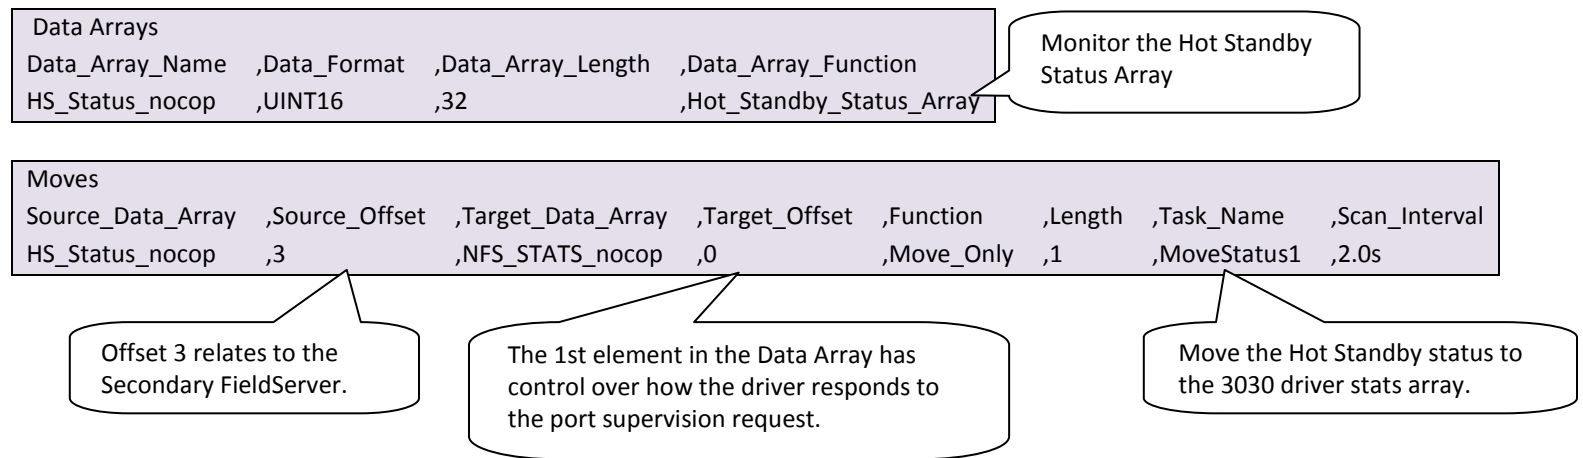 Data Arrays
Data_Array_Name ,Data_Format ,Data_Array_Length ,Data_Array_Function
HS_Status_nocop ,UINT16 ,32 ,Hot_Standby_Status_Array
Monitor the Hot Standby
Status Array
Moves
Source_Data_Array ,Source_Offset ,Target_Data_Array ,Target_Offset ,Function ,Length ,Task_Name ,Scan_Interval
HS_Status_nocop ,3 ,NFS_STATS_nocop ,0 ,Move_Only ,1 ,MoveStatus1 ,2.0s
Offset 3 relates to the
Secondary FieldServer.
The 1st element in the Data Array has
control over how the driver responds to
the port supervision request.
Move the Hot Standby status to
the 3030 driver stats array.